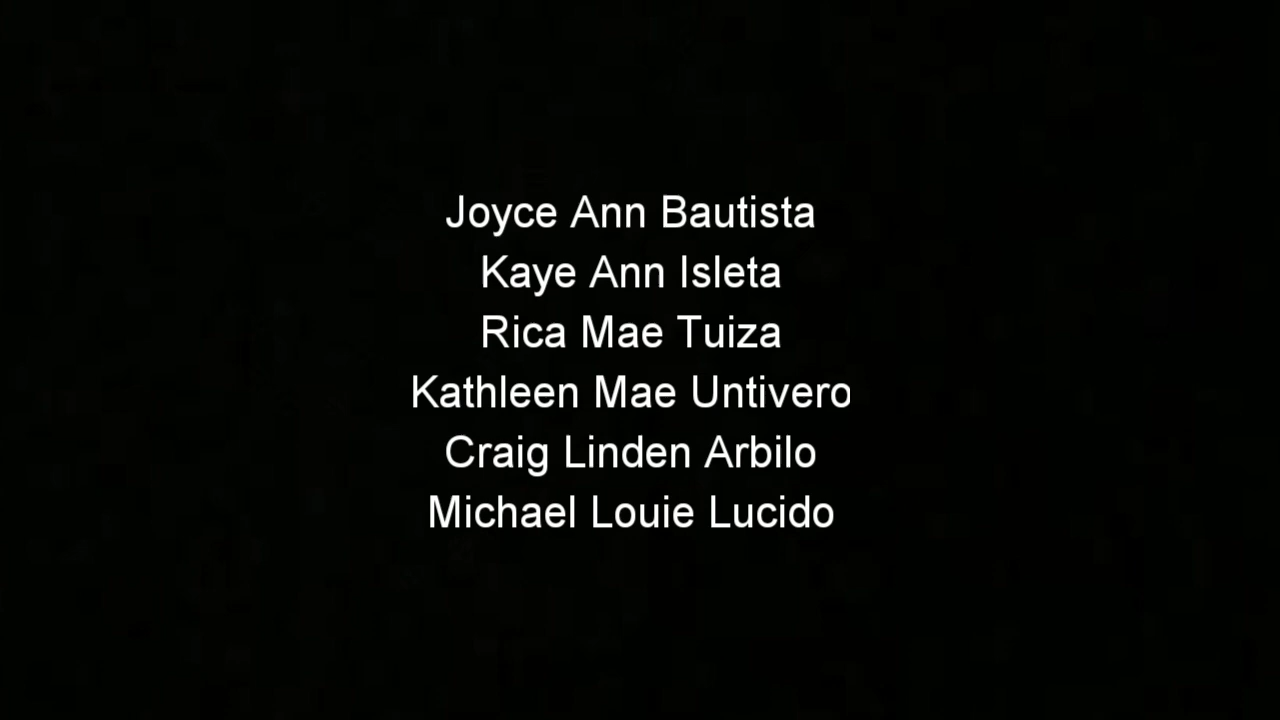 Joyce Ann Bautista
Kaye Ann Isleta
Rica Mae Tuiza
Kathleen Mae Untivero
Craig Linden Arbilo
Michael Louie Lucido